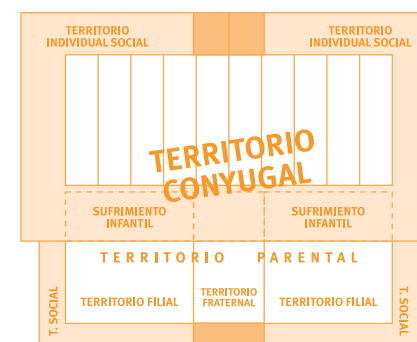 TERRITORIO
INDIVIDUAL SOCIAL
TERRITORIO
INDIVIDUAL SOCIAL
TERRITORIO
CONYUGAL
SUFRIMIENTO
INFANTIL
SUFRIMIENTO
INFANTIL
TERRITORIO PARENTAL
T. SOCIAL
TERRITORIO FILIAL
TERRITORIO
FRATERNAL
TERRITORIO FILIAL
T. SOCIAL